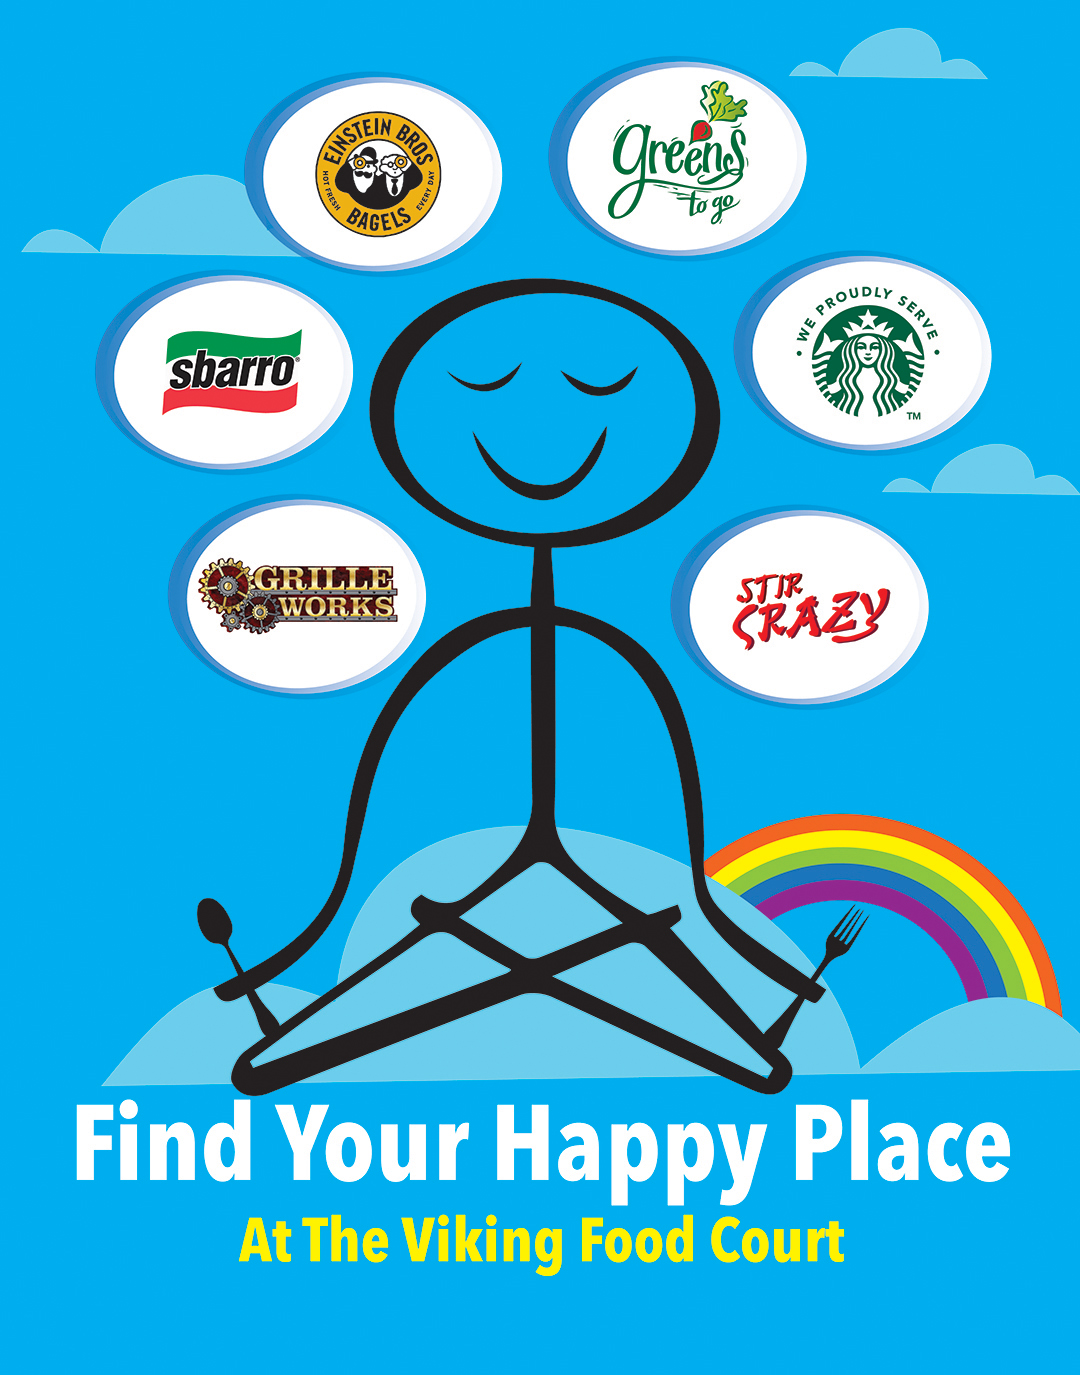 EINSTEIN BROS
HOT FRESH
EVERY DAY
BAGELS
greens
to go
sbarro®
• WE PROUDLY SERVE •
TM
GRILLE
WORKS
STIR
CRAZY
Find Your Happy Place
At The Viking Food Court